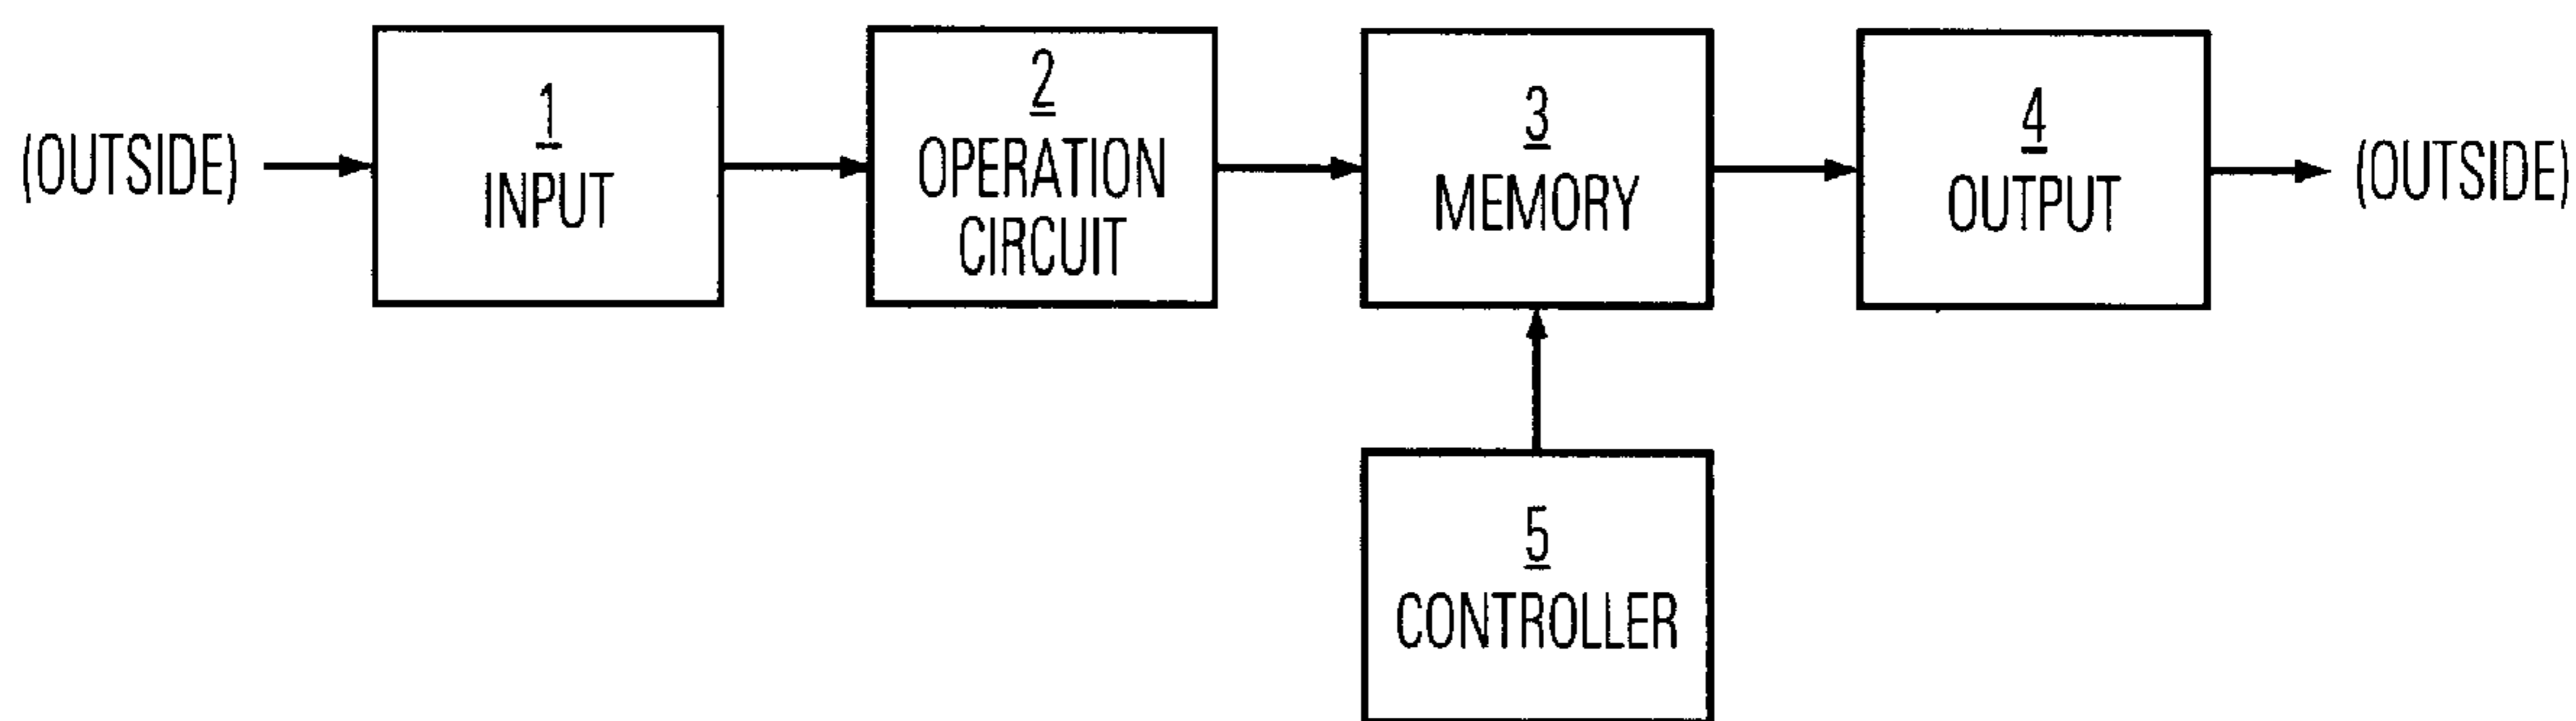 (OUTSIDE)
1
INPUT
2
OPERATION
CIRCUIT
3
MEMORY
4
OUTPUT
(OUTSIDE)
5
CONTROLLER